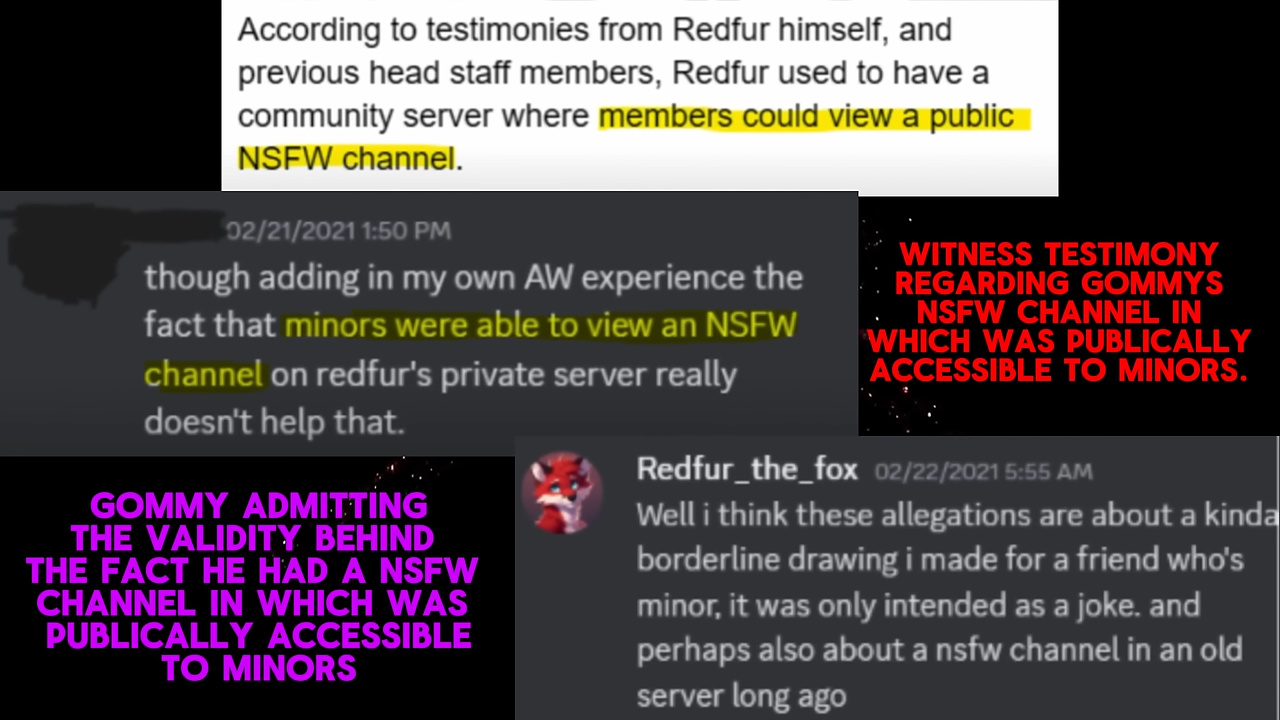 According to testimonies from Redfur himself, and
previous head staff members, Redfur used to have a
community server where members could view a public
NSFW channel.
02/21/2021 1:50 PM
though adding in my own AW experience the
fact that minors were able to view an NSFW
channel on redfur's private server really
doesn't help that.
WITNESS TESTIMONY
REGARDING GOMMYS
NSFW CHANNEL IN
WHICH WAS PUBLICALLY
ACCESSIBLE TO MINORS.
GOMMY ADMITTING
THE VALIDITY BEHIND
THE FACT HE HAD A NSFW
CHANNEL IN WHICH WAS
PUBLICALLY ACCESSIBLE
TO MINORS
Redfur_the_fox 02/22/2021 5:55 AM
Well i think these allegations are about a kinda
borderline drawing i made for a friend who's
minor, it was only intended as a joke. and
perhaps also about a nsfw channel in an old
server long ago